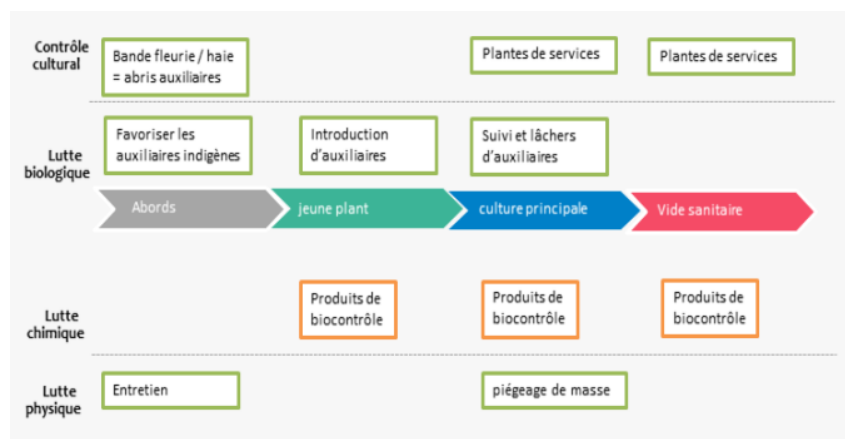 Contrôle
cultural
Bande fleurie / haie
= abris auxiliaires
Plantes de services
Plantes de services
Lutte
biologique
Favoriser les
auxiliaires indigènes
Introduction
d'auxiliaires
Suivi et lâchers
d'auxiliaires
Abords
jeune plant
culture principale
Vide sanitaire
Lutte
chimique
Produits de
biocontrôle
Produits de
biocontrôle
Produits de
biocontrôle
Lutte
physique
Entretien
piégeage de masse